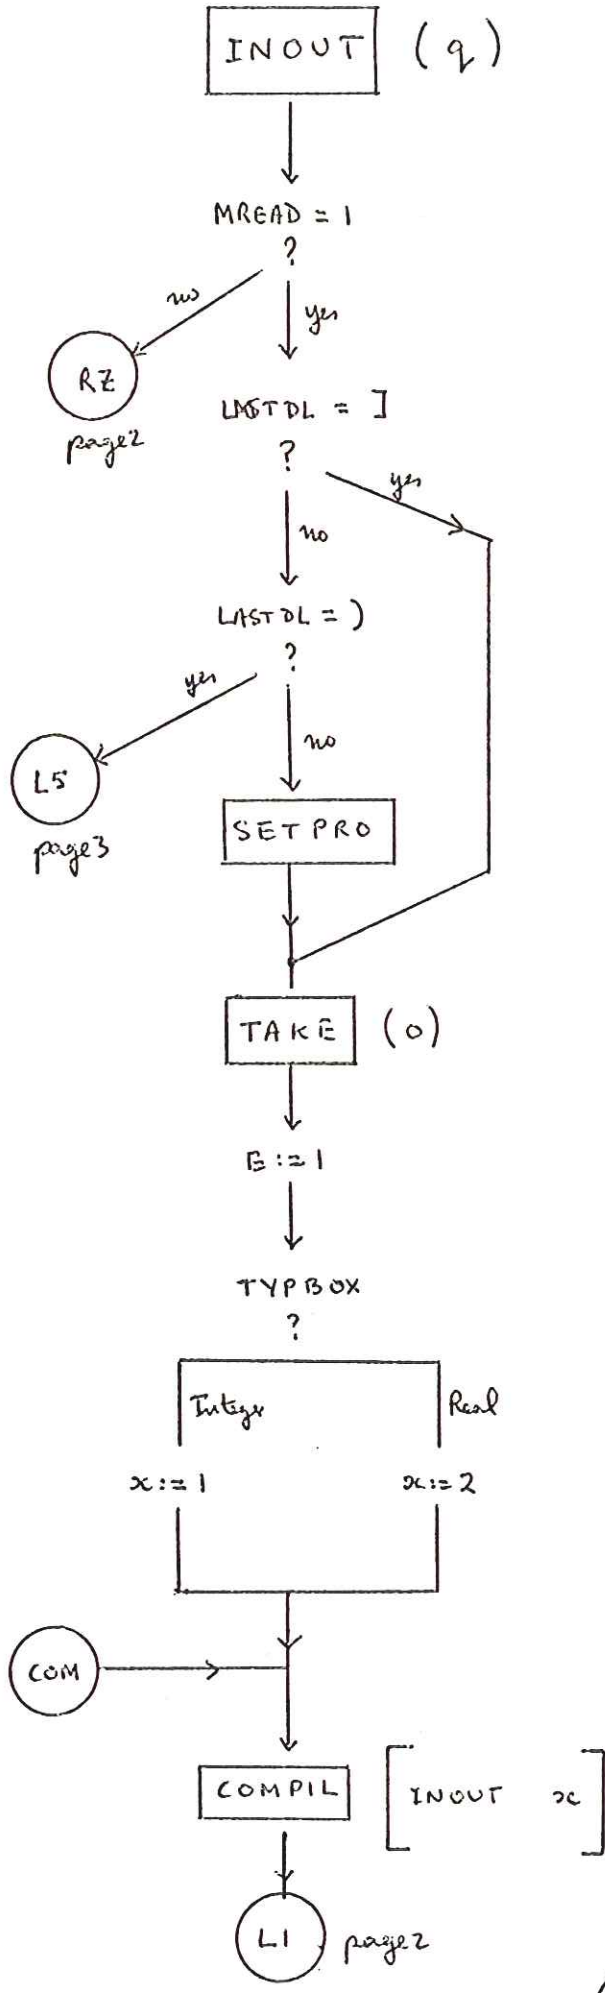 INOUT (q)
MREAD = 1
?
no
yes
RZ
page2
LASTDL = ]
?
yes
no
LASTDL = )
?
yes
no
L5
page3
SETPRO
TAKE (0)
E := 1
TYPBOX
?
Integer Real
x := 1 x := 2
COM
COMPIL [ INOUT x ]
L1 page2